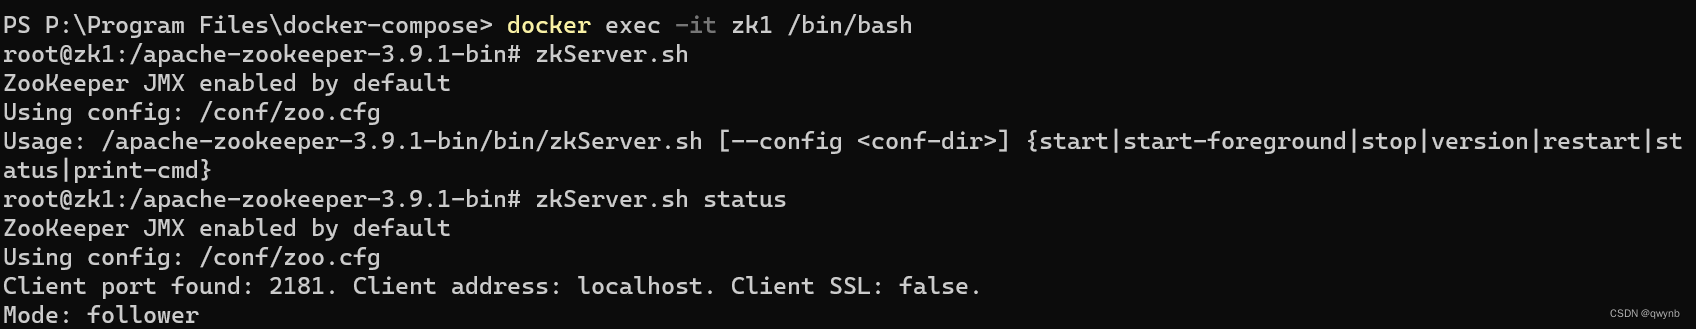 PS P:\Program Files\docker-compose> docker exec -it zk1 /bin/bash
root@zk1:/apache-zookeeper-3.9.1-bin# zkServer.sh
ZooKeeper JMX enabled by default
Using config: /conf/zoo.cfg
Usage: /apache-zookeeper-3.9.1-bin/bin/zkServer.sh [--config <conf-dir>] {start|start-foreground|stop|version|restart|st
atus|print-cmd}
root@zk1:/apache-zookeeper-3.9.1-bin# zkServer.sh status
ZooKeeper JMX enabled by default
Using config: /conf/zoo.cfg
Client port found: 2181. Client address: localhost. Client SSL: false.
Mode: follower
CSDN @qwynb